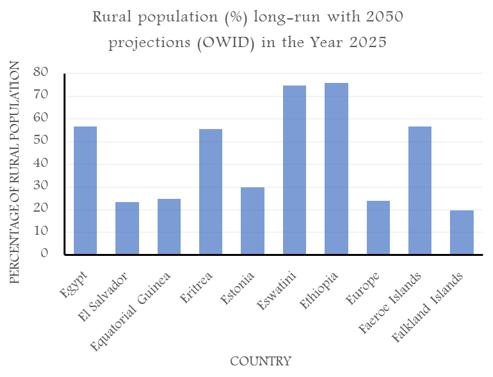 Rural population (%) long-run with 2050
projections (OWID) in the Year 2025
PERCENTAGE OF RURAL POPULATION
80
70
60
50
40
30
20
10
0
Egypt
El Salvador
Equatorial Guinea
Eritrea
Estonia
Eswatini
Ethiopia
Europe
Faeroe Islands
Falkland Islands
COUNTRY